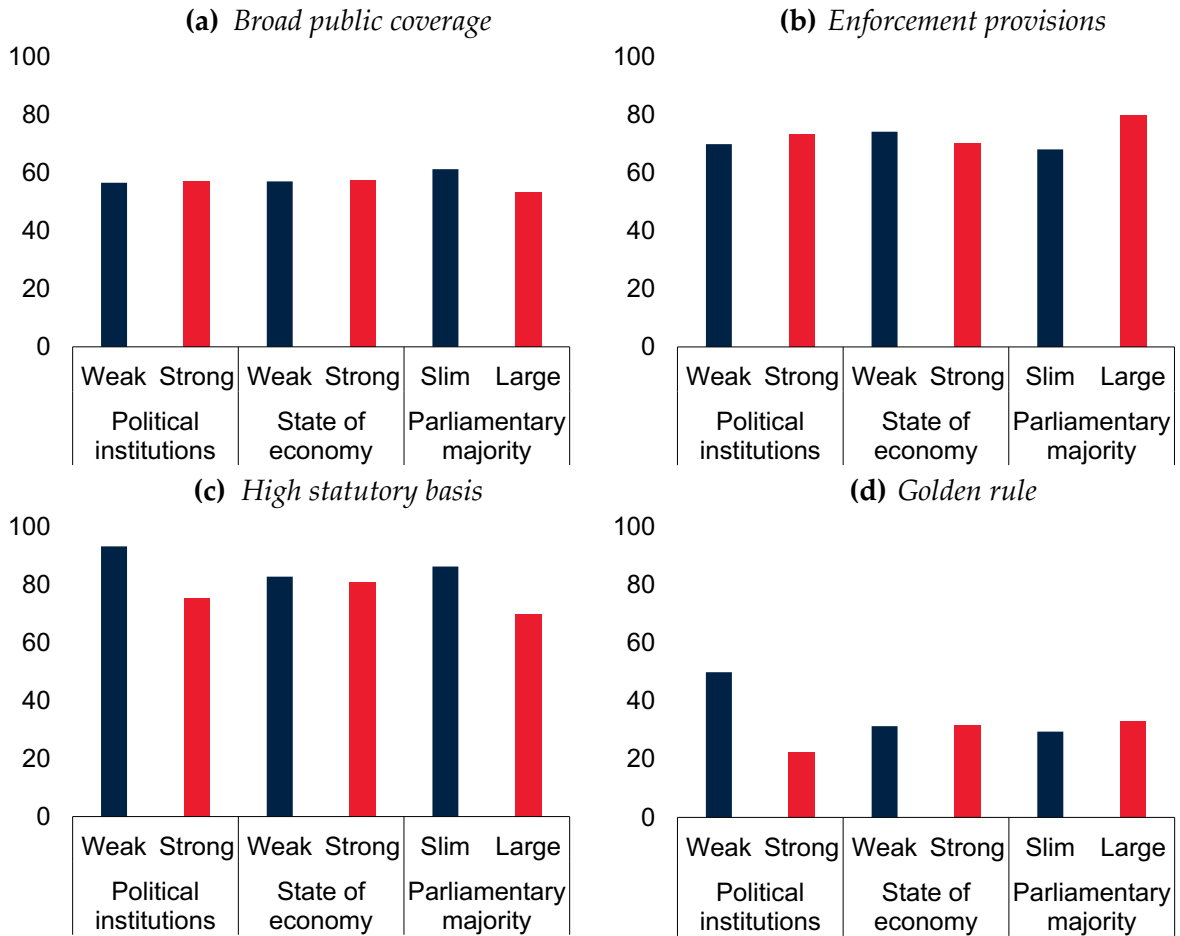 (a) Broad public coverage
100
80
60
40
20
0
Weak Strong Weak Strong Slim Large
Political institutions
State of economy
Parliamentary majority
(b) Enforcement provisions
100
80
60
40
20
0
Weak Strong Weak Strong Slim Large
Political institutions
State of economy
Parliamentary majority
(c) High statutory basis
100
80
60
40
20
0
Weak Strong Weak Strong Slim Large
Political institutions
State of economy
Parliamentary majority
(d) Golden rule
100
80
60
40
20
0
Weak Strong Weak Strong Slim Large
Political institutions
State of economy
Parliamentary majority